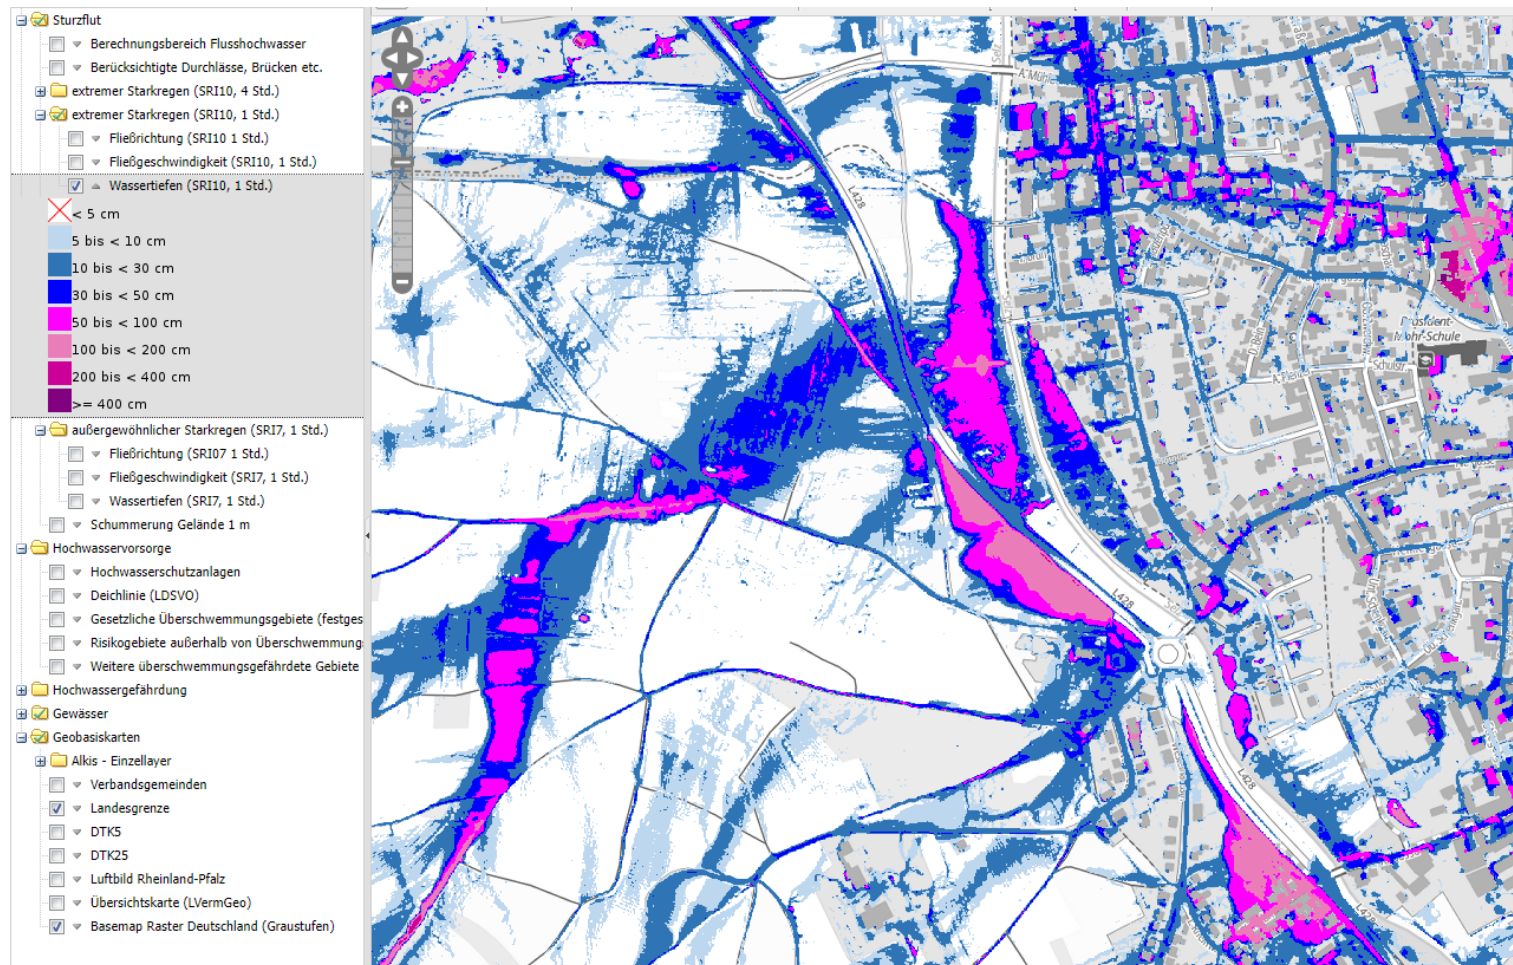 Sturzflut
Berechnungsbereich Flusshochwasser
Berücksichtigte Durchlässe, Brücken etc.
extremer Starkregen (SRI10, 4 Std.)
extremer Starkregen (SRI10, 1 Std.)
Fließrichtung (SRI10 1 Std.)
Fließgeschwindigkeit (SRI10, 1 Std.)
Wassertiefen (SRI10, 1 Std.)
< 5 cm
5 bis < 10 cm
10 bis < 30 cm
30 bis < 50 cm
50 bis < 100 cm
100 bis < 200 cm
200 bis < 400 cm
>= 400 cm
außergewöhnlicher Starkregen (SRI7, 1 Std.)
Fließrichtung (SRI07 1 Std.)
Fließgeschwindigkeit (SRI7, 1 Std.)
Wassertiefen (SRI7, 1 Std.)
Schummerung Gelände 1 m
Hochwasservorsorge
Hochwasserschutzanlagen
Deichlinie (LDSVO)
Gesetzliche Überschwemmungsgebiete (festges
Risikogebiete außerhalb von Überschwemmung
Weitere überschwemmungsgefährdete Gebiete
Hochwassergefährdung
Gewässer
Geobasiskarten
Alkis - Einzellayer
Verbandsgemeinden
Landesgrenze
DTK5
DTK25
Luftbild Rheinland-Pfalz
Übersichtskarte (LVermGeo)
Basemap Raster Deutschland (Graustufen)
Selz
A Mühl
L428
Präsident-
Mohr-Schule
Schulstr.
L428
Selz
L428
L428